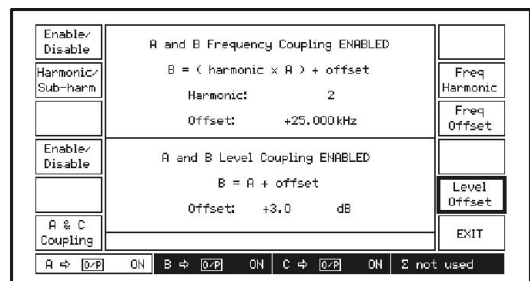 Enable/
Disable
Harmonic/
Sub-harm
Enable/
Disable
A & C
Coupling
A and B Frequency Coupling ENABLED
B = ( harmonic x A ) + offset
Harmonic: 2
Offset: +25.000kHz
A and B Level Coupling ENABLED
B = A + offset
Offset: +3.0 dB
Freq
Harmonic
Freq
Offset
Level
Offset
EXIT
A ⇨ O/P ON B ⇨ O/P ON C ⇨ O/P ON Σ not used